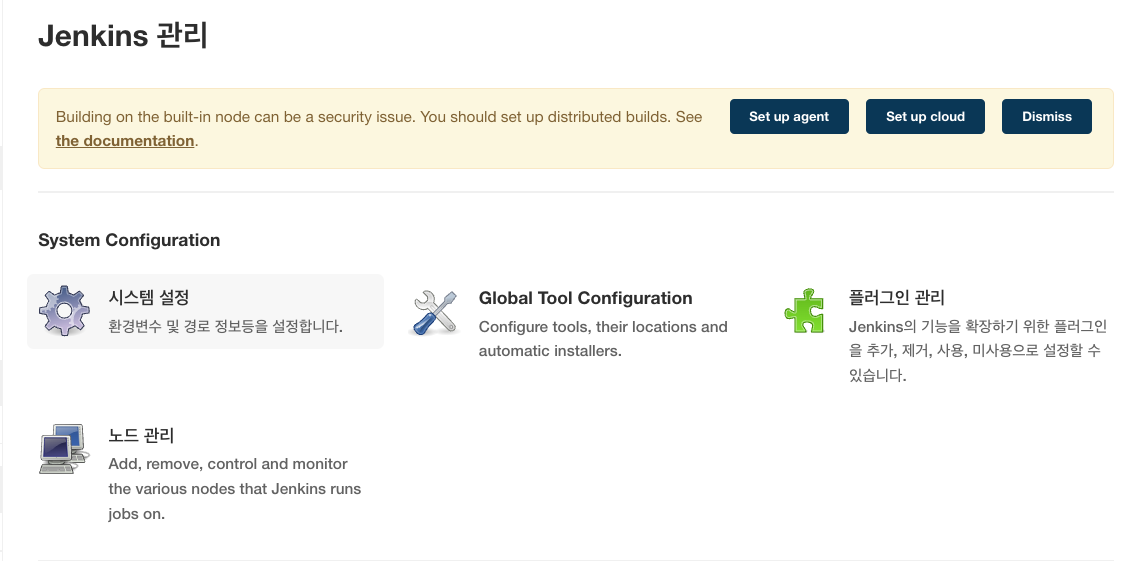 Jenkins 관리
Building on the built-in node can be a security issue. You should set up distributed builds. See
the documentation.
Set up agent
Set up cloud
Dismiss
System Configuration
시스템 설정
환경변수 및 경로 정보등을 설정합니다.
Global Tool Configuration
Configure tools, their locations and
automatic installers.
플러그인 관리
Jenkins의 기능을 확장하기 위한 플러그인
을 추가, 제거, 사용, 미사용으로 설정할 수
있습니다.
노드 관리
Add, remove, control and monitor
the various nodes that Jenkins runs
jobs on.